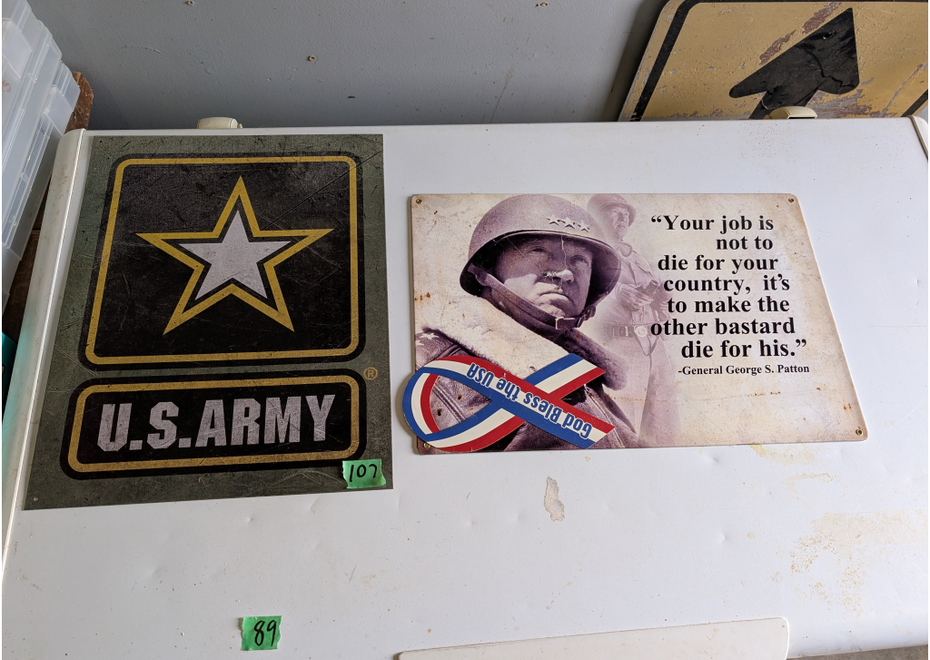 U.S.ARMY
®
107
“Your job is
not to
die for your
country, it's
to make the
other bastard
die for his.”
-General George S. Patton
God Bless the USA
89